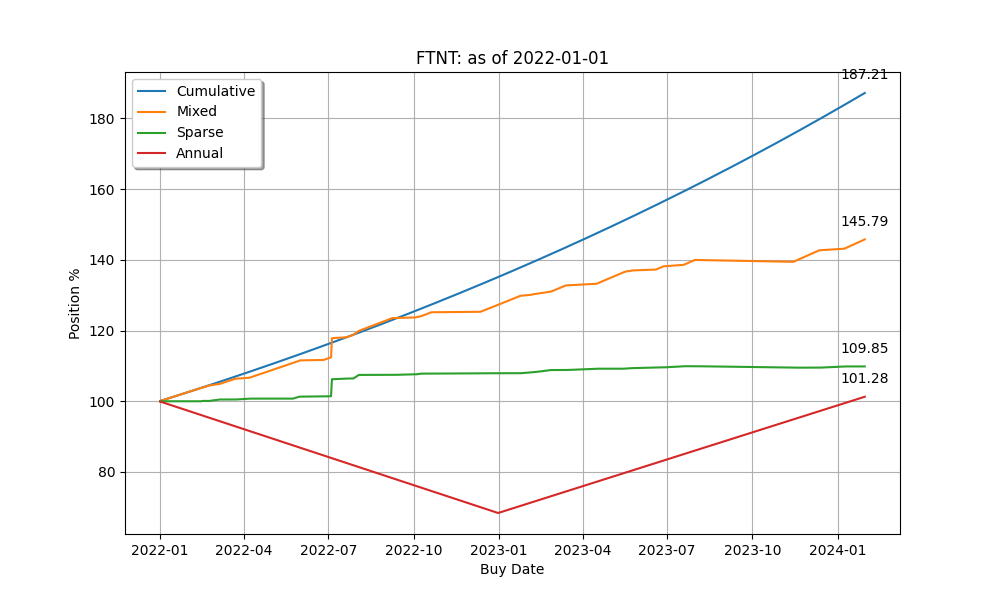 FTNT: as of 2022-01-01
187.21
Cumulative
Mixed
Sparse
Annual
180
160
145.79
140
120
109.85
101.28
100
80
Position %
2022-01 2022-04 2022-07 2022-10 2023-01 2023-04 2023-07 2023-10 2024-01
Buy Date